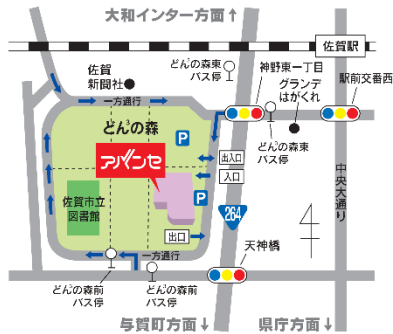 大和インター方面↑
佐賀駅
どん³の森東
バス停
神野東一丁目
佐賀
新聞社
グランデ
はがくれ
駅前交番西
一方通行
どん³の森
P
どん³の森東
バス停
アバンセ
出入口
入口
中央大通り
佐賀市立
図書館
P
264
出口
天神橋
一方通行
どん³の森前
バス停
どん³の森前
バス停
4
与賀町方面↓
県庁方面↓